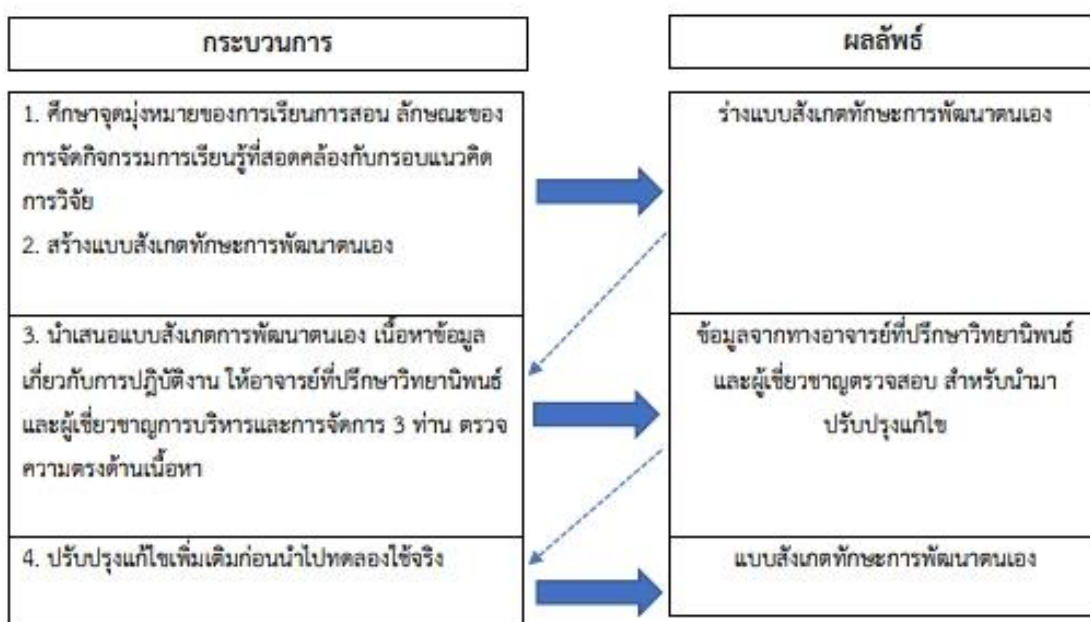 กระบวนการ
ผลลัพธ์
1. ศึกษาจุดมุ่งหมายของการเรียนการสอน ลักษณะของ
การจัดกิจกรรมการเรียนรู้ที่สอดคล้องกับกรอบแนวคิด
การวิจัย
2. สร้างแบบสังเกตทักษะการพัฒนาตนเอง
ร่างแบบสังเกตทักษะการพัฒนาตนเอง
3. นำเสนอแบบสังเกตการพัฒนาตนเอง เนื้อหาข้อมูล
เกี่ยวกับการปฏิบัติงาน ให้อาจารย์ที่ปรึกษาวิทยานิพนธ์
และผู้เชี่ยวชาญการบริหารและการจัดการ 3 ท่าน ตรวจ
ความตรงด้านเนื้อหา
ข้อมูลจากทางอาจารย์ที่ปรึกษาวิทยานิพนธ์
และผู้เชี่ยวชาญตรวจสอบ สำหรับนำมา
ปรับปรุงแก้ไข
4. ปรับปรุงแก้ไขเพิ่มเติมก่อนนำไปทดลองใช้จริง
แบบสังเกตทักษะการพัฒนาตนเอง